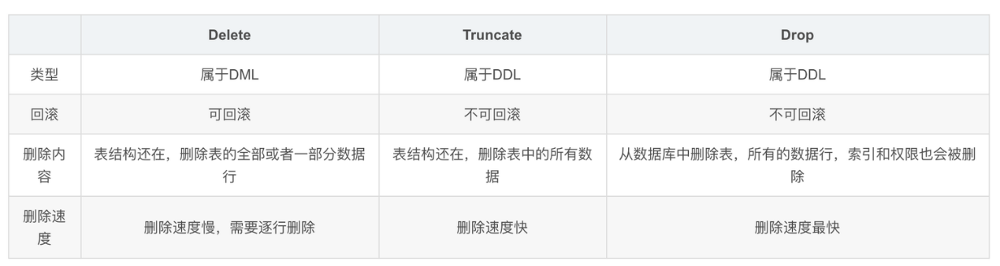 Delete Truncate Drop
类型 属于DML 属于DDL 属于DDL
回滚 可回滚 不可回滚 不可回滚
删除内
容
表结构还在，删除表的全部或者一部分数据
行
表结构还在，删除表中的所有数
据
从数据库中删除表，所有的数据行，索引和权限也会被删
除
删除速
度
删除速度慢，需要逐行删除
删除速度快
删除速度最快